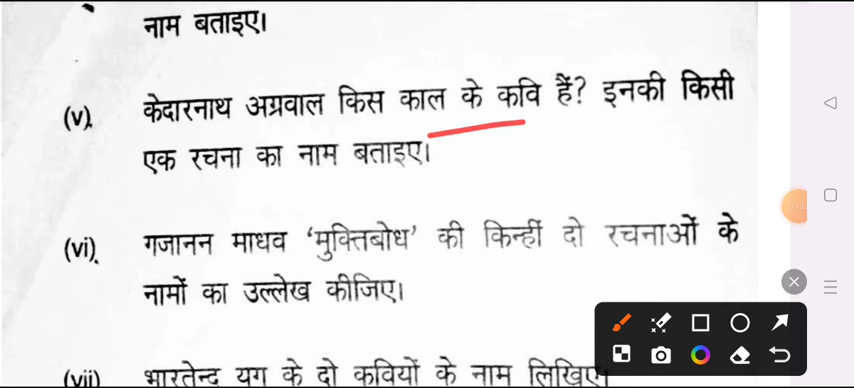 नाम बताइए।
(v). केदारनाथ अग्रवाल किस काल के कवि हैं? इनकी किसी
एक रचना का नाम बताइए।
(vi). गजानन माधव ‘मुक्तिबोध’ की किन्हीं दो रचनाओं के
नामों का उल्लेख कीजिए।
(vii) भारतेन्दु युग के दो कवियों के नाम लिखिए।